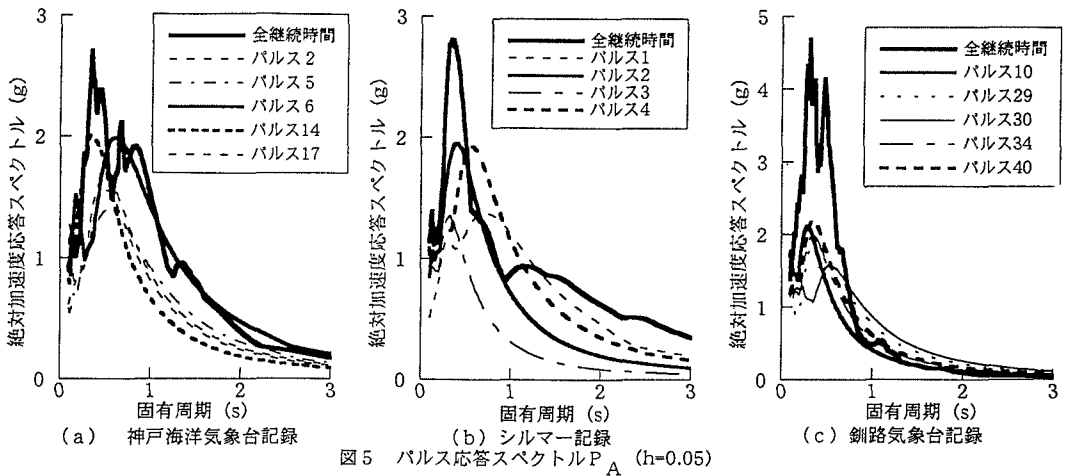 絶対加速度応答スペクトル (g)
3
2
1
0
全継続時間
パルス2
パルス5
パルス6
パルス14
パルス17
0 1 2 3
固有周期 (s)
(a) 神戸海洋気象台記録
絶対加速度応答スペクトル (g)
3
2
1
0
全継続時間
パルス1
パルス2
パルス3
パルス4
0 1 2 3
固有周期 (s)
(b) シルマー記録
絶対加速度応答スペクトル (g)
5
4
3
2
1
0
全継続時間
パルス10
パルス29
パルス30
パルス34
パルス40
0 1 2 3
固有周期 (s)
(c) 釧路気象台記録
図5 パルス応答スペクトルP A (h=0.05)